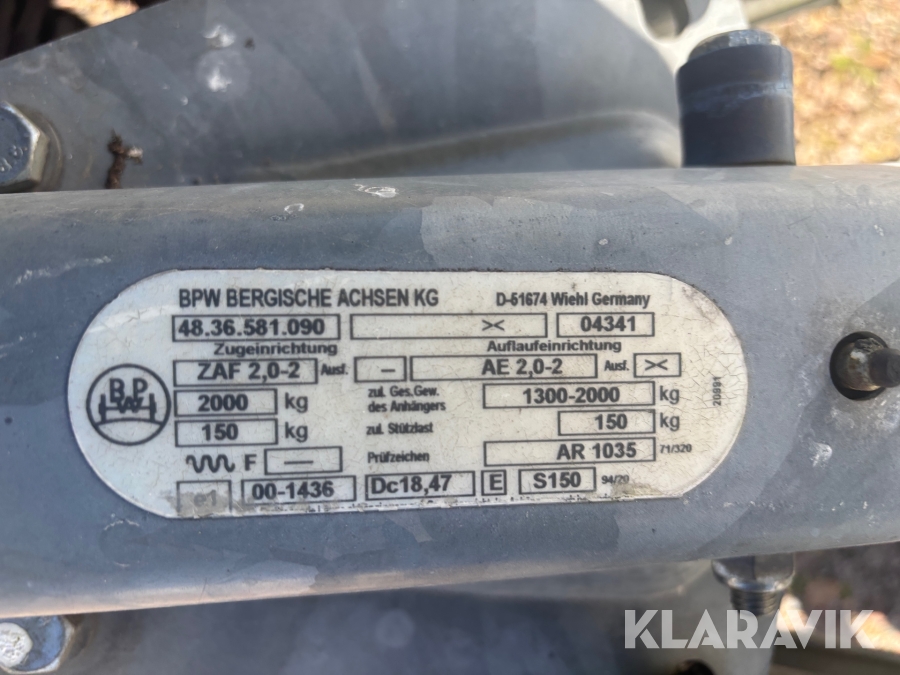 BPW BERGISCHE ACHSEN KG D-51674 Wiehl Germany
48.36.581.090 >< 04341
Zugeinrichtung Auflaufeinrichtung
ZAF 2,0-2 Ausf. — AE 2,0-2 Ausf. ><
2000 kg zul. Ges.Gew. des Anhängers 1300-2000 kg
150 kg zul. Stützlast 150 kg
F — Prüfzeichen AR 1035 71/320
e1 00-1436 Dc18,47 E S150 94/20
20991
BPW
KLARAVIK